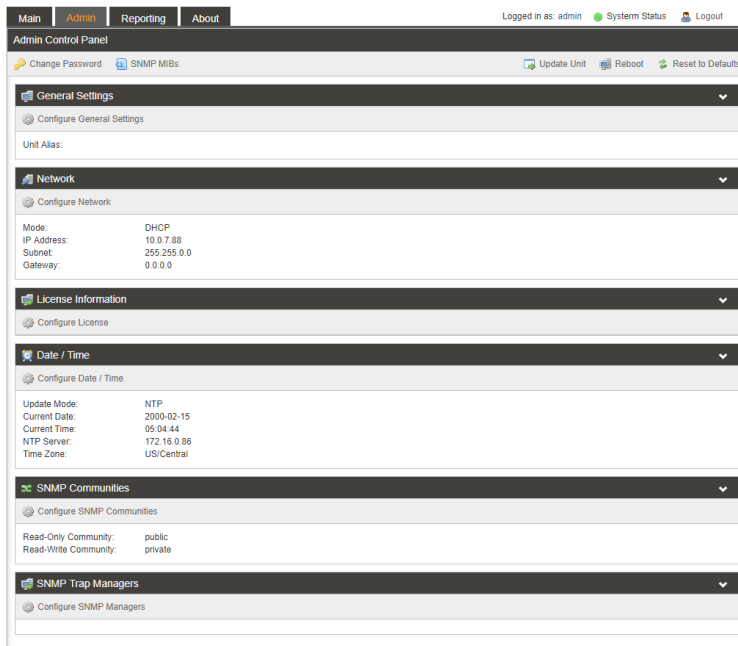 Main Admin Reporting About Logged in as: admin Systerm Status Logout
Admin Control Panel
Change Password SNMP MIBs Update Unit Reboot Reset to Defaults
General Settings
Configure General Settings
Unit Alias:
Network
Configure Network
Mode: DHCP
IP Address: 10.0.7.88
Subnet: 255.255.0.0
Gateway: 0.0.0.0
License Information
Configure License
Date / Time
Configure Date / Time
Update Mode: NTP
Current Date: 2000-02-15
Current Time: 05:04:44
NTP Server: 172.16.0.86
Time Zone: US/Central
SNMP Communities
Configure SNMP Communities
Read-Only Community: public
Read-Write Community: private
SNMP Trap Managers
Configure SNMP Managers